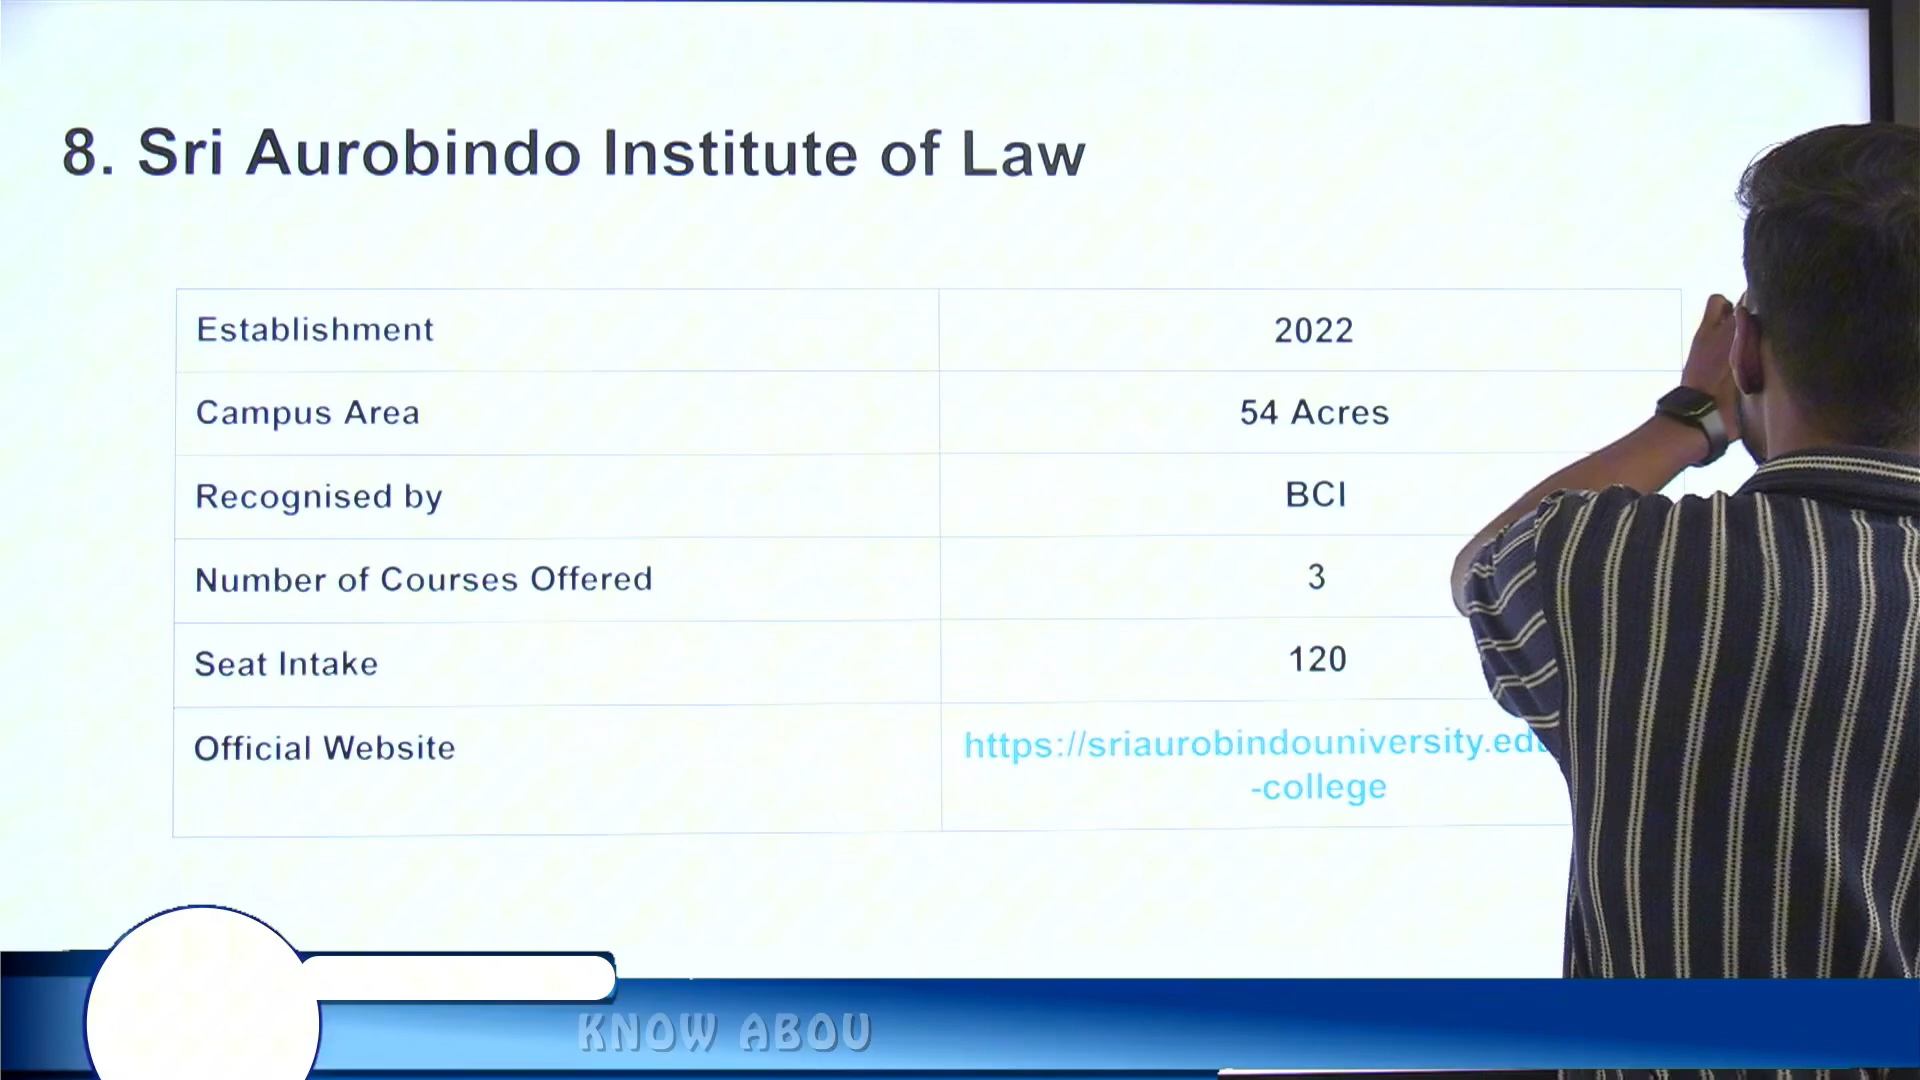 8. Sri Aurobindo Institute of Law
Establishment 2022
Campus Area 54 Acres
Recognised by BCI
Number of Courses Offered 3
Seat Intake 120
Official Website https://sriaurobindouniversity.ed
-college
KNOW ABOU